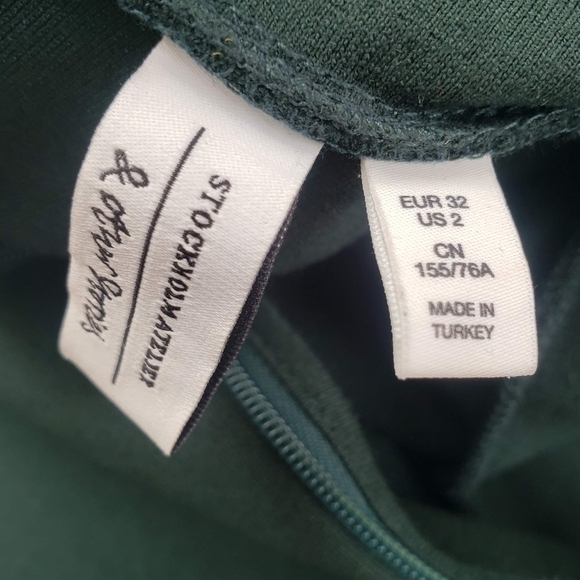 & other Stories
STOCKHOLM ATELIER
EUR 32
US 2
CN
155/76A
MADE IN
TURKEY